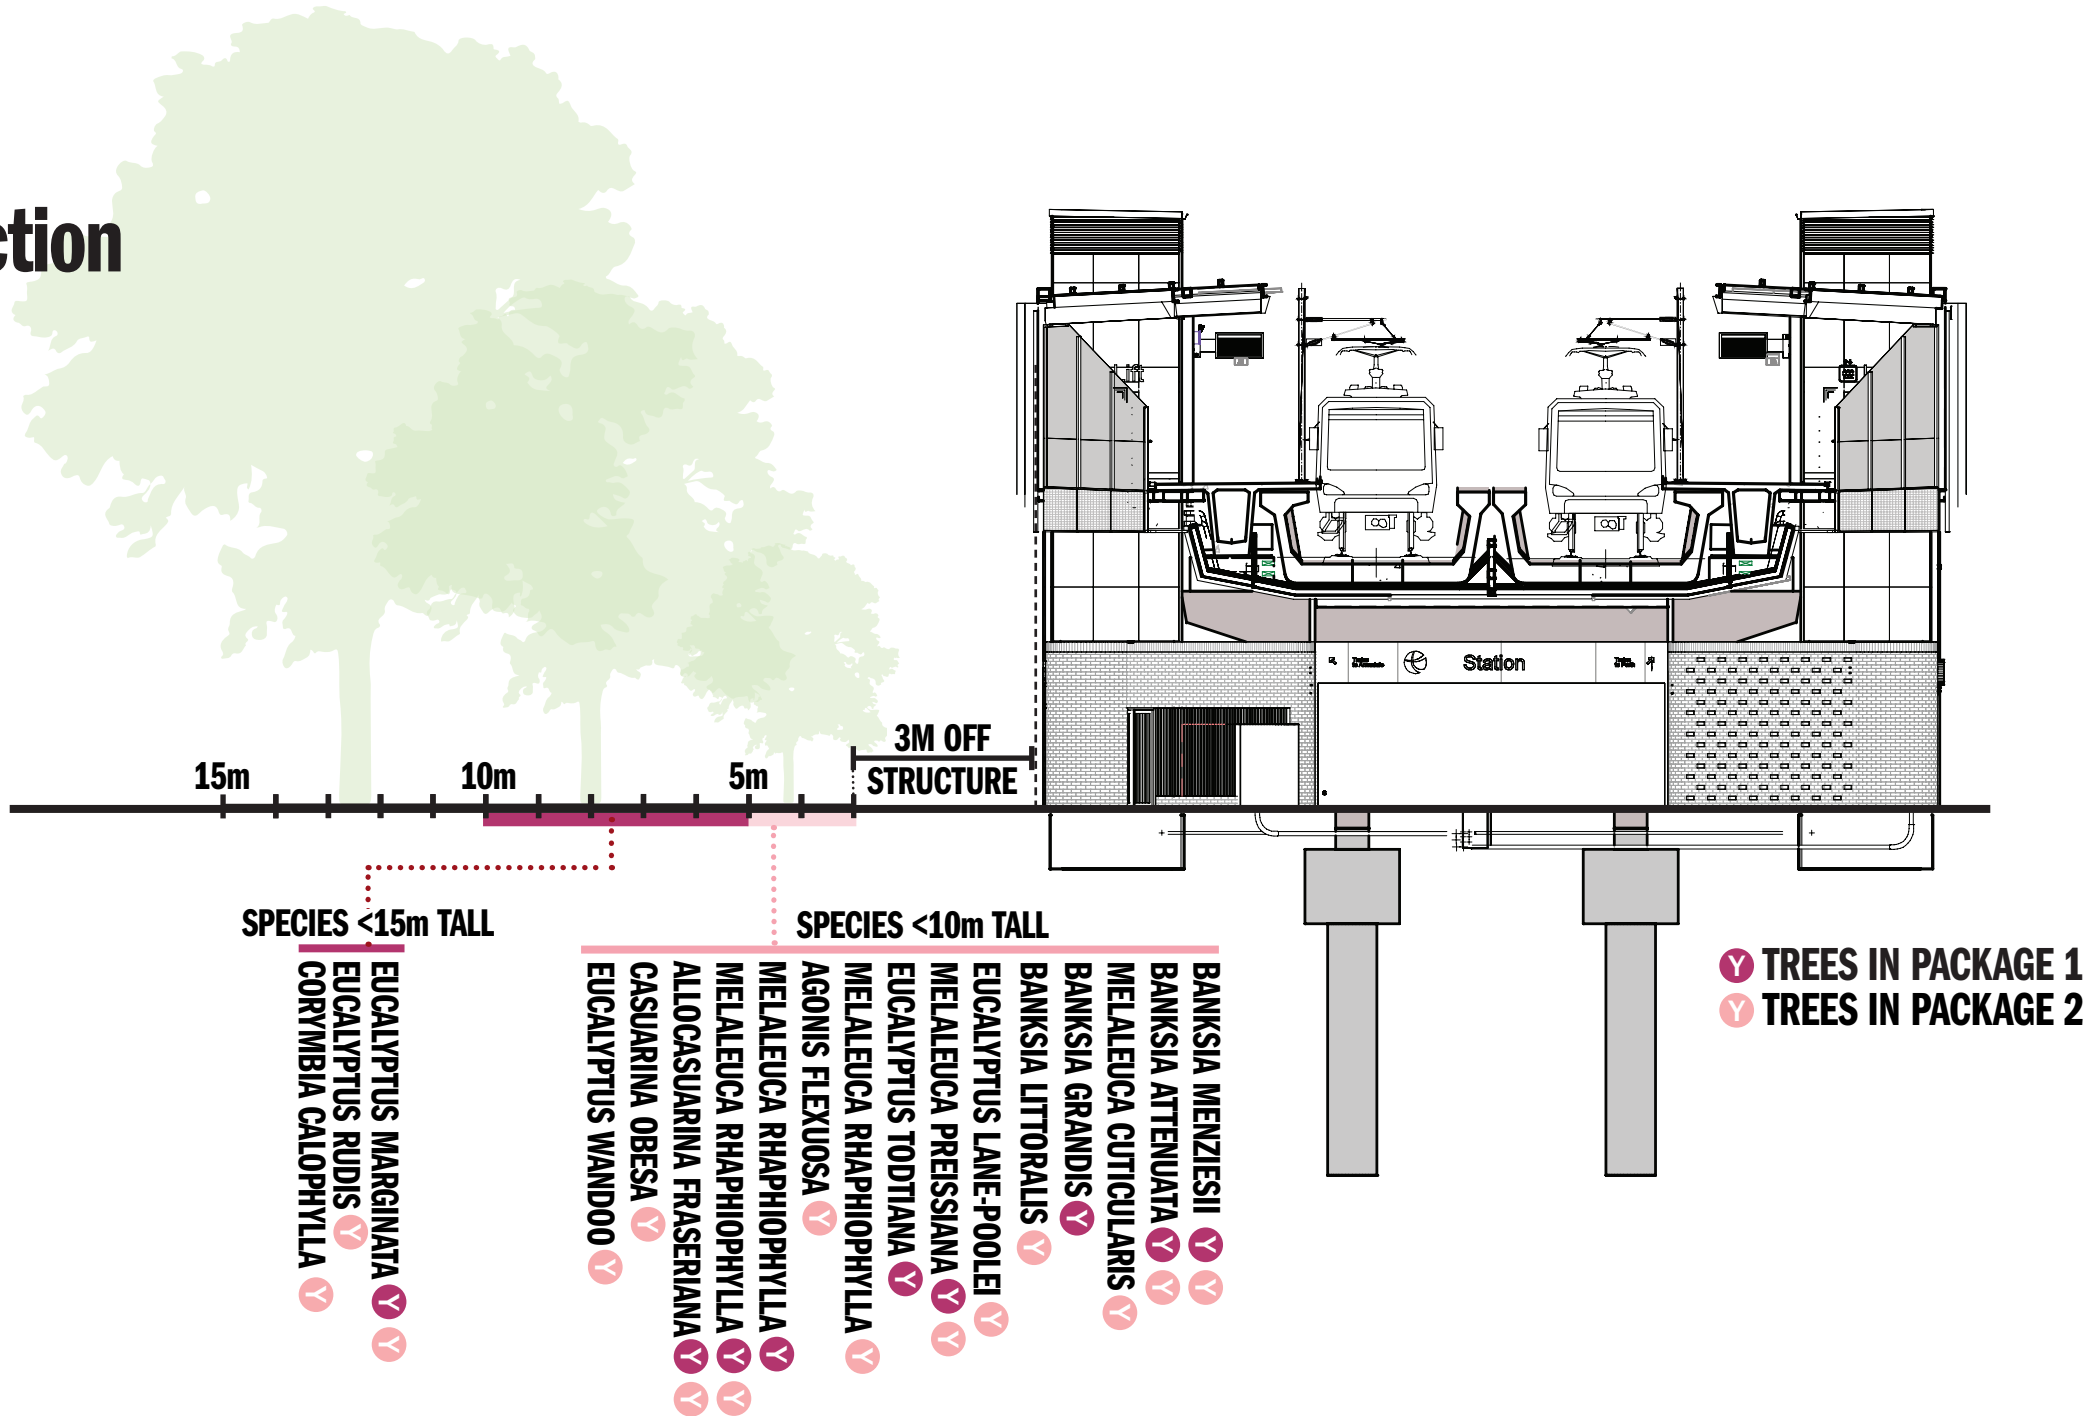 ction
Station
3M OFF
STRUCTURE
15m
10m
5m
SPECIES <15m TALL
SPECIES <10m TALL
CORYMBIA CALOPHYLLA Y
EUCALYPTUS RUDIS Y
EUCALYPTUS MARGINATA Y Y
EUCALYPTUS WANDOO Y
CASUARINA OBESA Y
ALLOCASUARINA FRASERIANA Y Y
MELALEUCA RHAPHIOPHYLLA Y Y
MELALEUCA RHAPHIOPHYLLA Y
AGONIS FLEXUOSA Y
MELALEUCA RHAPHIOPHYLLA Y
EUCALYPTUS TODTIANA Y
MELALEUCA PREISSIANA Y Y
EUCALYPTUS LANE-POOLEI Y
BANKSIA LITTORALIS Y
BANKSIA GRANDIS Y
MELALEUCA CUTICULARIS Y
BANKSIA ATTENUATA Y Y
BANKSIA MENZIESII Y Y
Y TREES IN PACKAGE 1
Y TREES IN PACKAGE 2